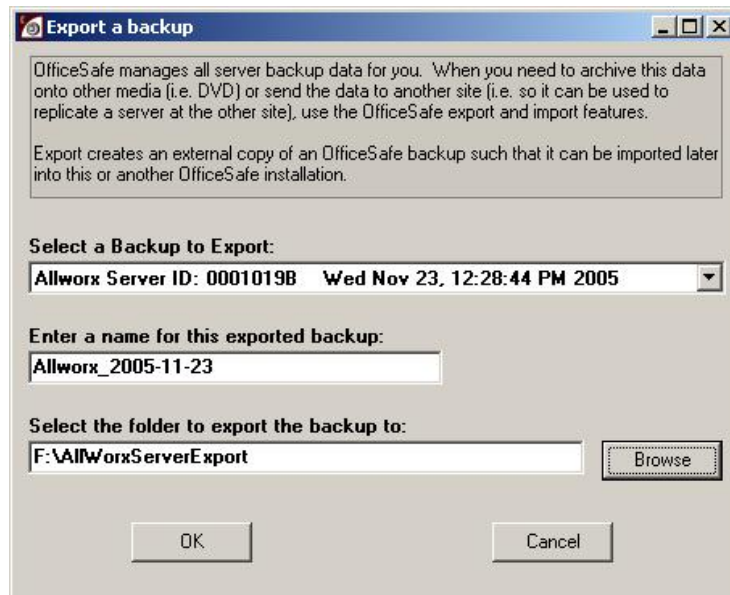 Export a backup
OfficeSafe manages all server backup data for you. When you need to archive this data
onto other media (i.e. DVD) or send the data to another site (i.e. so it can be used to
replicate a server at the other site), use the OfficeSafe export and import features.
Export creates an external copy of an OfficeSafe backup such that it can be imported later
into this or another OfficeSafe installation.
Select a Backup to Export:
Allworx Server ID: 0001019B Wed Nov 23, 12:28:44 PM 2005
Enter a name for this exported backup:
Allworx_2005-11-23
Select the folder to export the backup to:
F:\AllWorxServerExport
Browse
OK Cancel